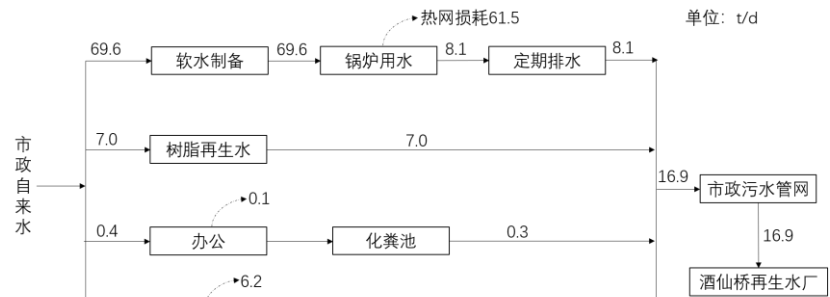 热网损耗61.5
单位：t/d
69.6
软水制备
69.6
锅炉用水
8.1
定期排水
8.1
市政自来水
7.0
树脂再生水
7.0
16.9
市政污水管网
0.1
0.4
办公
化粪池
0.3
16.9
6.2
酒仙桥再生水厂